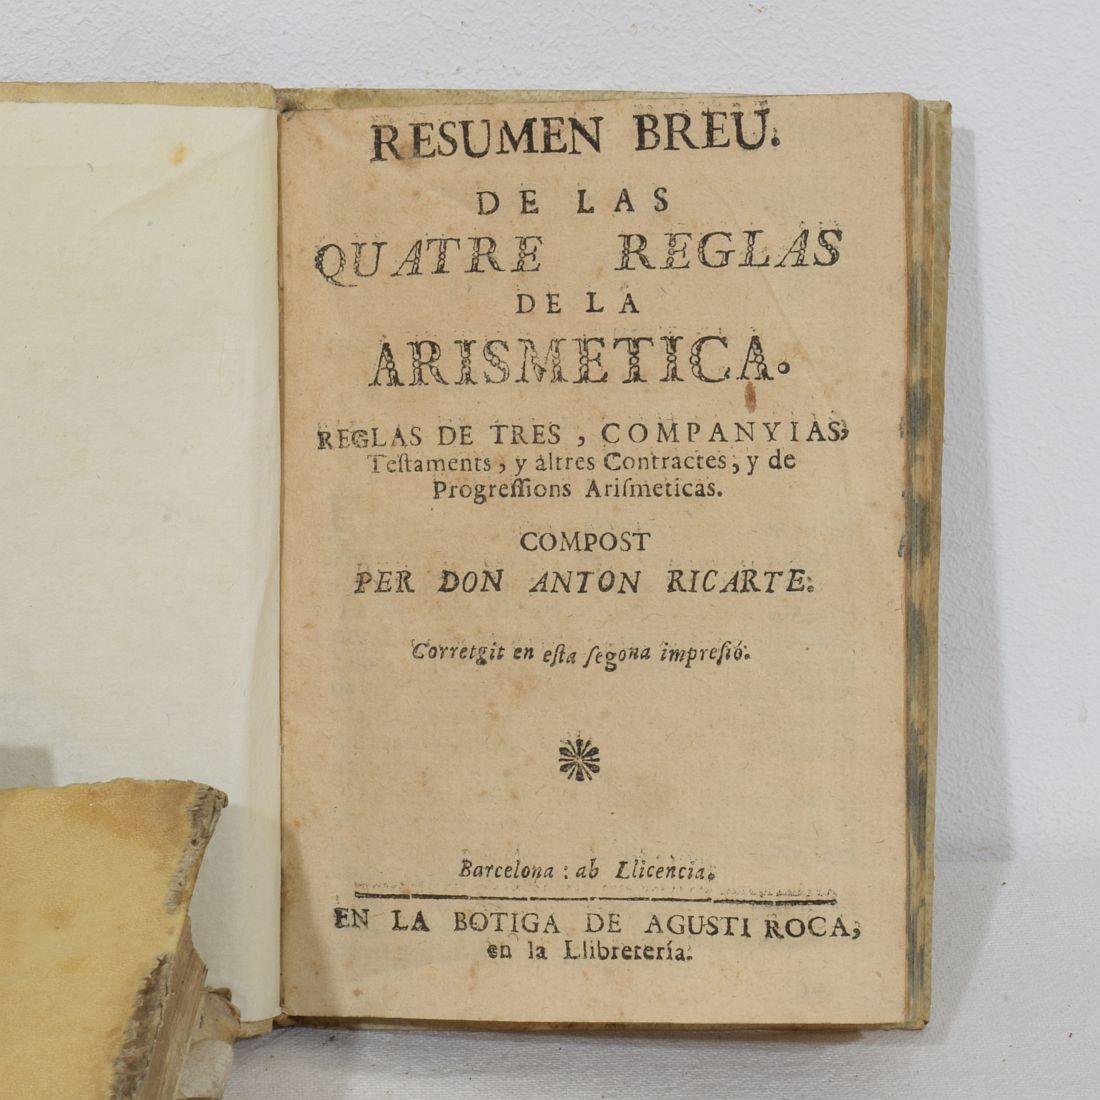 RESUMEN BREU.
DE LAS
QUATRE REGLAS
DE LA
ARISMETICA.
REGLAS DE TRES, COMPANYIAS,
Teſtaments, y altres Contractes, y de
Progreſſions Ariſmeticas.
COMPOST
PER DON ANTON RICARTE.
Corretgit en eſta ſegona impreſió.
Barcelona: ab Llicencia.
EN LA BOTIGA DE AGUSTI ROCA,
en la Llibretería.